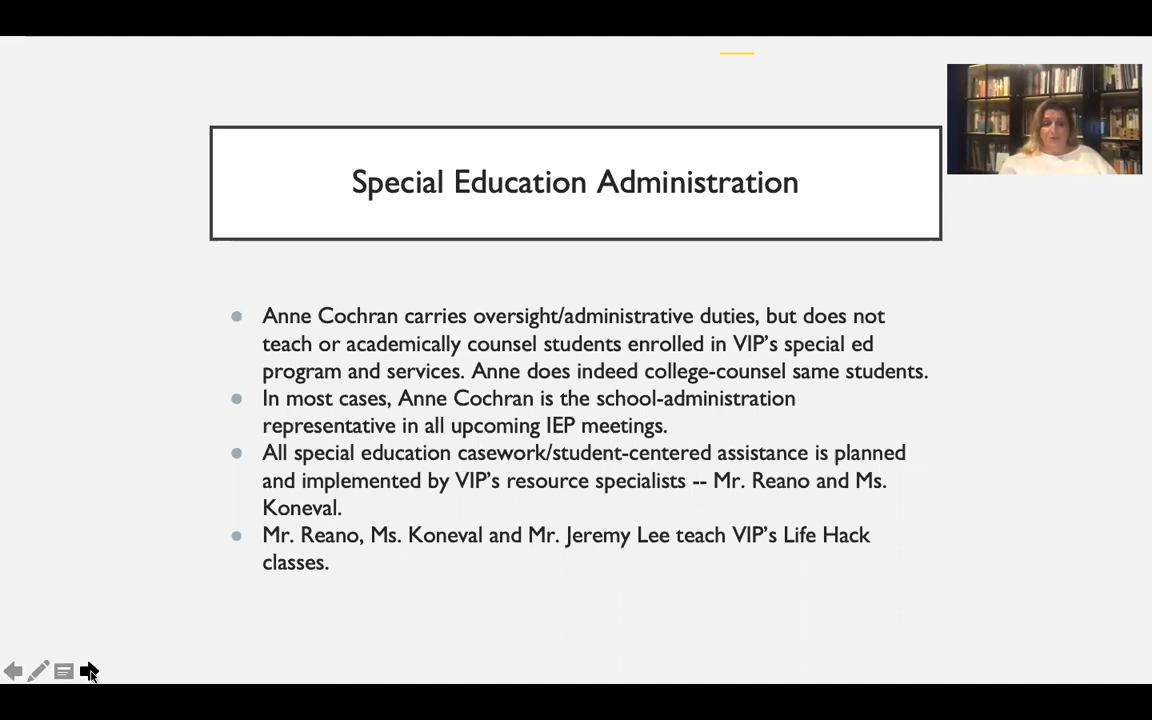 Special Education Administration
Anne Cochran carries oversight/administrative duties, but does not
teach or academically counsel students enrolled in VIP's special ed
program and services. Anne does indeed college-counsel same students.
In most cases, Anne Cochran is the school-administration
representative in all upcoming IEP meetings.
All special education casework/student-centered assistance is planned
and implemented by VIP's resource specialists -- Mr. Reano and Ms.
Koneval.
Mr. Reano, Ms. Koneval and Mr. Jeremy Lee teach VIP's Life Hack
classes.